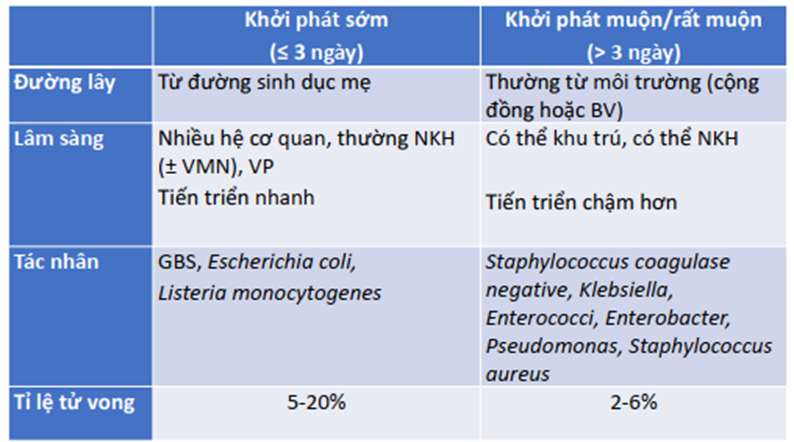 Khởi phát sớm
(≤ 3 ngày)
Khởi phát muộn/rất muộn
(> 3 ngày)
Đường lây
Từ đường sinh dục mẹ
Thường từ môi trường (cộng
đồng hoặc BV)
Lâm sàng
Nhiều hệ cơ quan, thường NKH
(± VMN), VP
Tiến triển nhanh
Có thể khu trú, có thể NKH
Tiến triển chậm hơn
Tác nhân
GBS, Escherichia coli,
Listeria monocytogenes
Staphylococcus coagulase
negative, Klebsiella,
Enterococci, Enterobacter,
Pseudomonas, Staphylococcus
aureus
Tỉ lệ tử vong
5-20%
2-6%